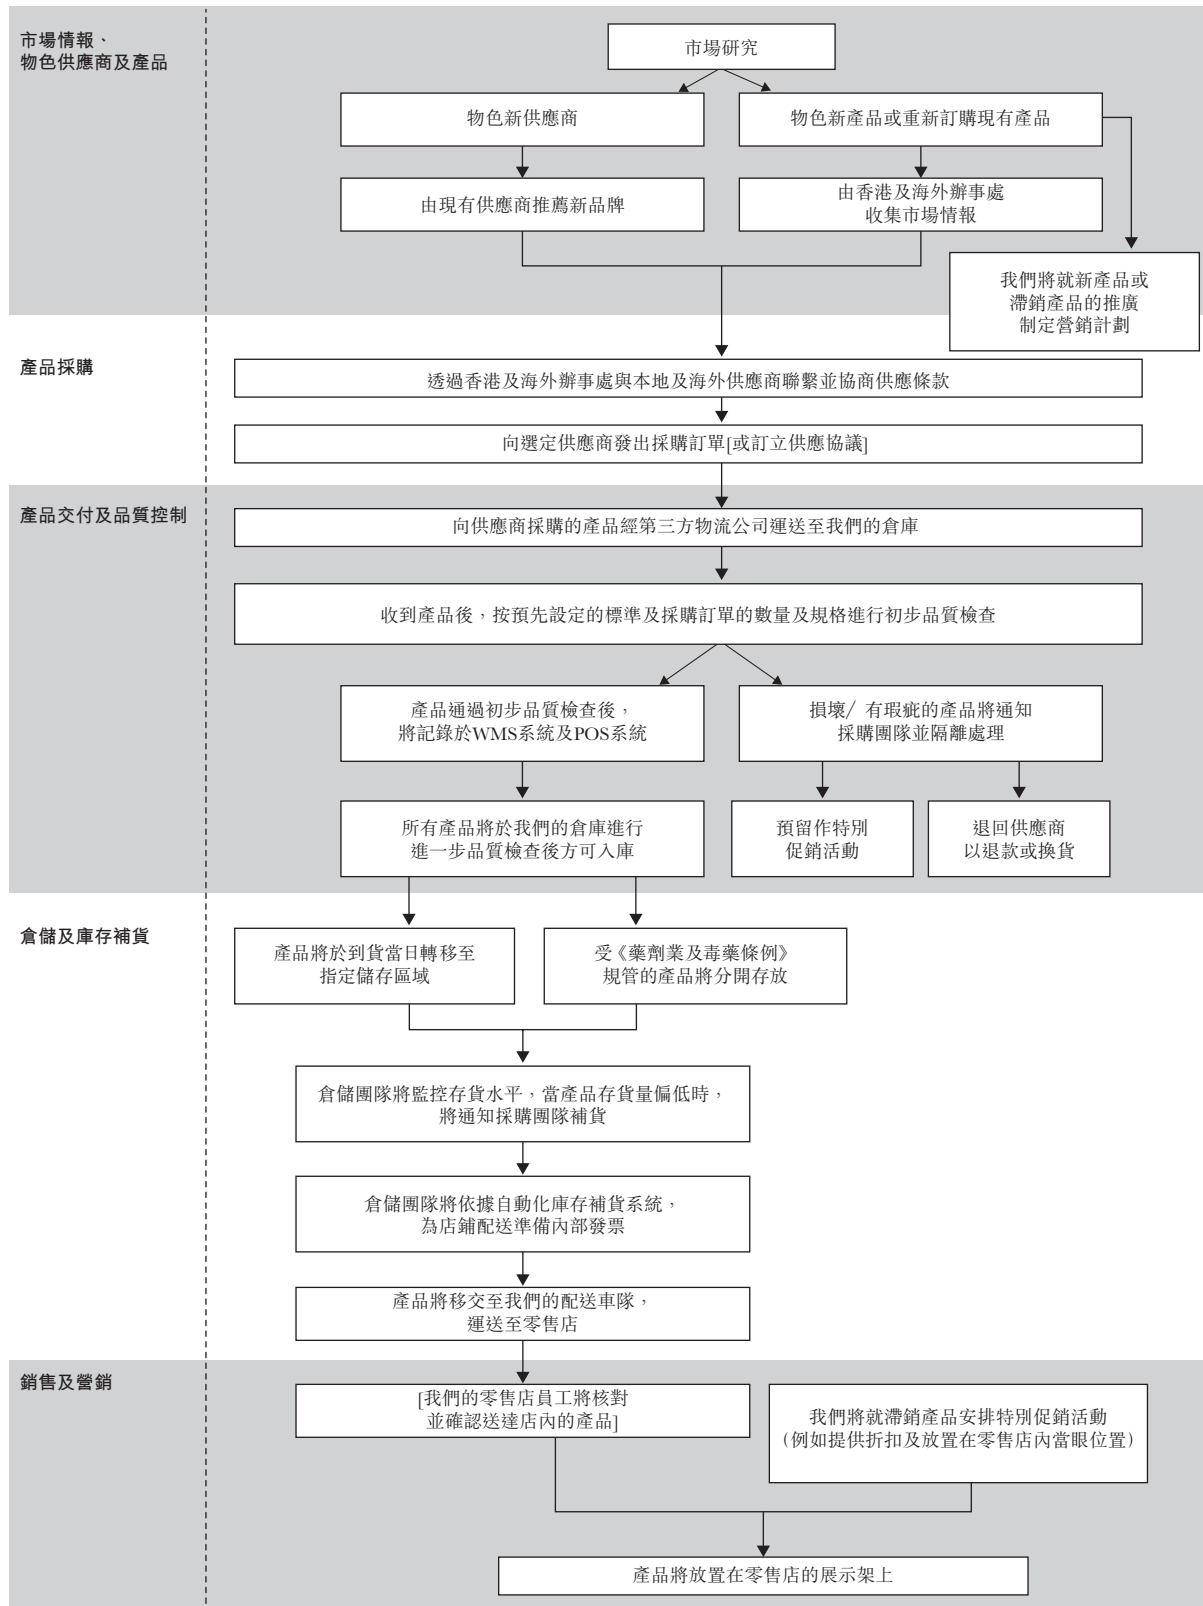 市場情報、
物色供應商及產品
市場研究
物色新供應商
物色新產品或重新訂購現有產品
由現有供應商推薦新品牌
由香港及海外辦事處
收集市場情報
我們將就新產品或
滯銷產品的推廣
制定營銷計劃
產品採購
透過香港及海外辦事處與本地及海外供應商聯繫並協商供應條款
向選定供應商發出採購訂單[或訂立供應協議]
產品交付及品質控制
向供應商採購的產品經第三方物流公司運送至我們的倉庫
收到產品後，按預先設定的標準及採購訂單的數量及規格進行初步品質檢查
產品通過初步品質檢查後，
將記錄於WMS系統及POS系統
損壞/ 有瑕疵的產品將通知
採購團隊並隔離處理
所有產品將於我們的倉庫進行
進一步品質檢查後方可入庫
預留作特別
促銷活動
退回供應商
以退款或換貨
倉儲及庫存補貨
產品將於到貨當日轉移至
指定儲存區域
受《藥劑業及毒藥條例》
規管的產品將分開存放
倉儲團隊將監控存貨水平，當產品存貨量偏低時，
將通知採購團隊補貨
倉儲團隊將依據自動化庫存補貨系統，
為店鋪配送準備內部發票
產品將移交至我們的配送車隊，
運送至零售店
銷售及營銷
[我們的零售店員工將核對
並確認送達店內的產品]
我們將就滯銷產品安排特別促銷活動
(例如提供折扣及放置在零售店內當眼位置)
產品將放置在零售店的展示架上